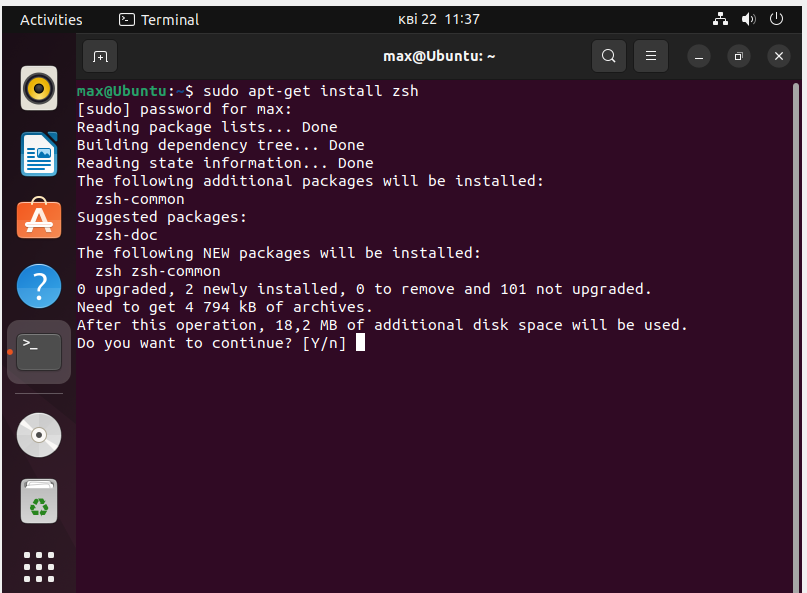 Activities Terminal кві 22 11:37
max@Ubuntu: ~
max@Ubuntu:~$ sudo apt-get install zsh
[sudo] password for max:
Reading package lists... Done
Building dependency tree... Done
Reading state information... Done
The following additional packages will be installed:
  zsh-common
Suggested packages:
  zsh-doc
The following NEW packages will be installed:
  zsh zsh-common
0 upgraded, 2 newly installed, 0 to remove and 101 not upgraded.
Need to get 4 794 kB of archives.
After this operation, 18,2 MB of additional disk space will be used.
Do you want to continue? [Y/n]